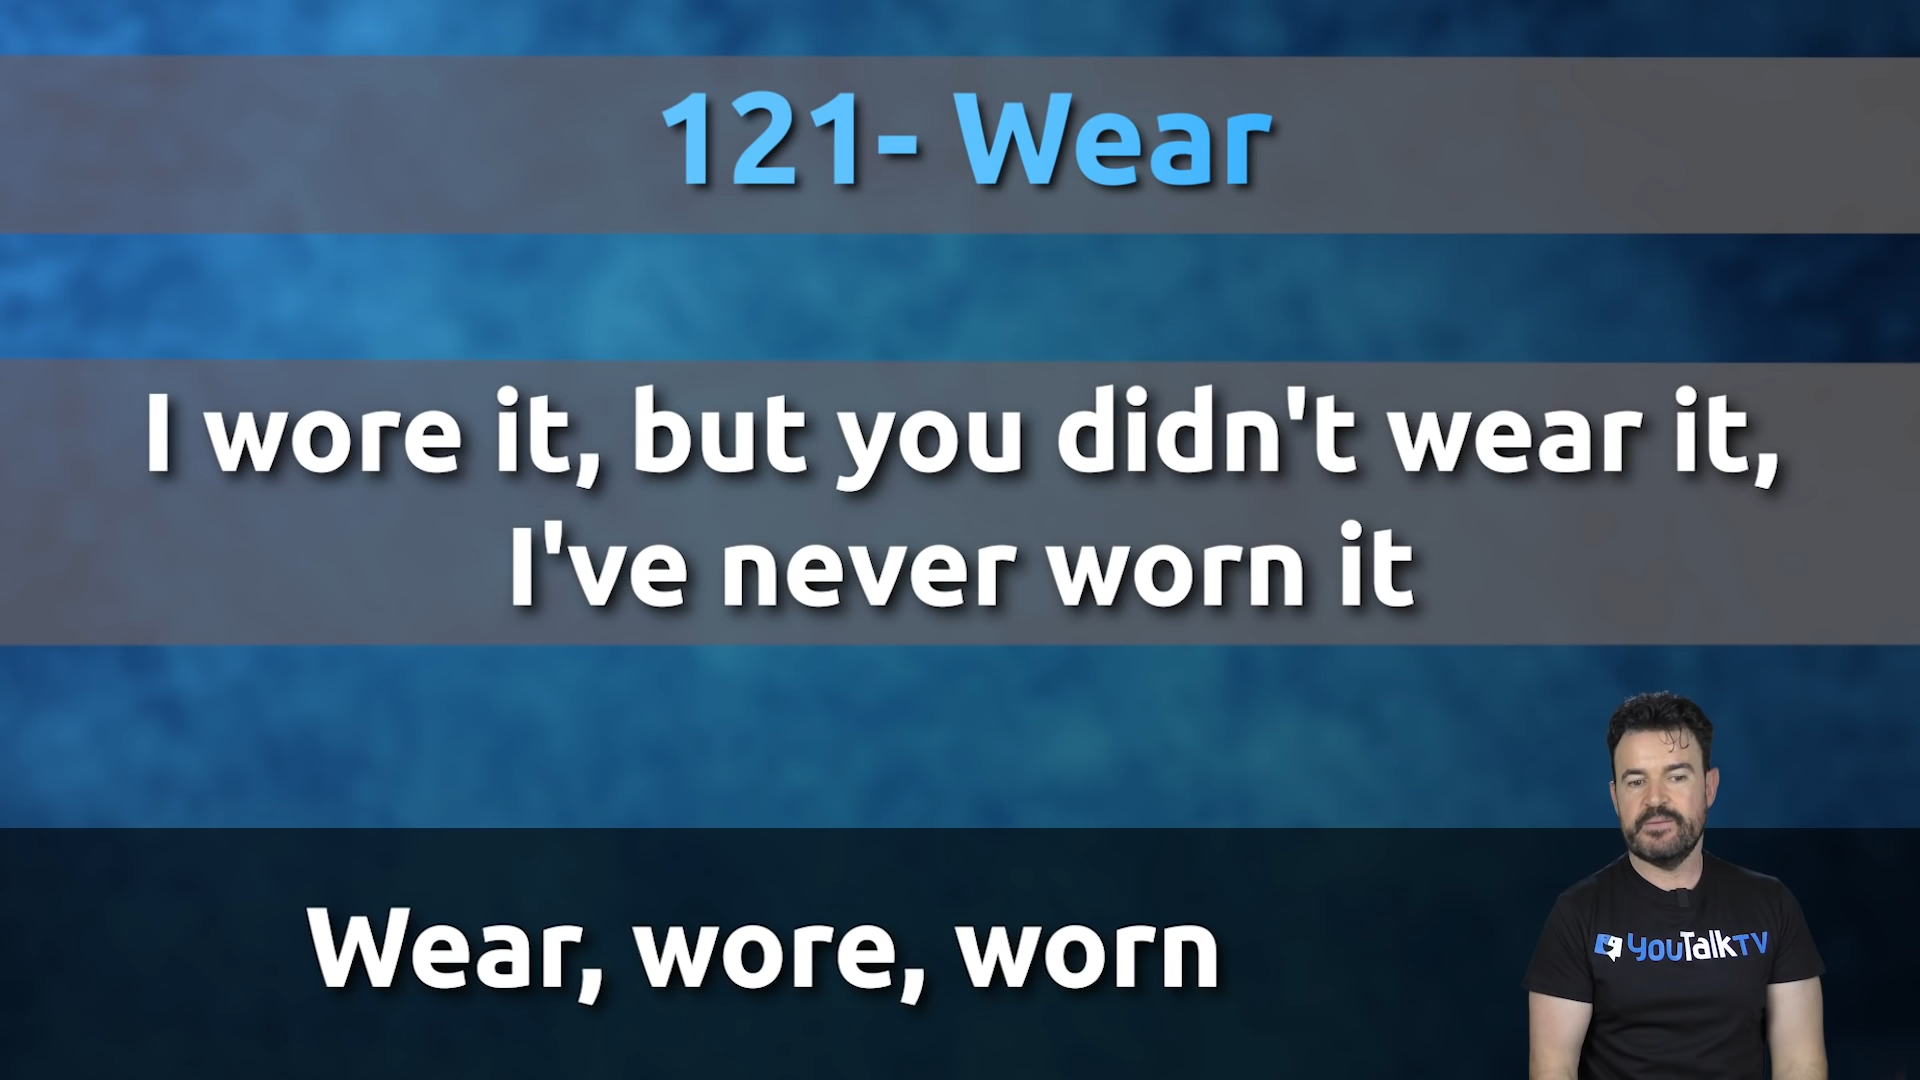 121- Wear
I wore it, but you didn't wear it,
I've never worn it
Wear, wore, worn
YouTalkTV